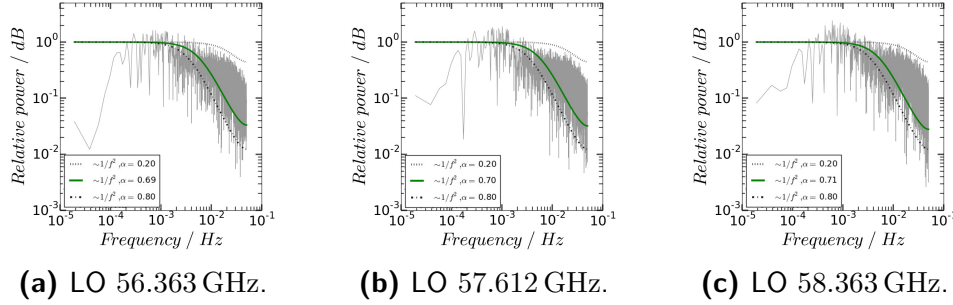 Relative power / dB
10^0
10^-1
10^-2
10^-3
~1/f^2, α = 0.20
~1/f^2, α = 0.69
~1/f^2, α = 0.80
10^-5 10^-4 10^-3 10^-2 10^-1
Frequency / Hz
(a) LO 56.363 GHz.
Relative power / dB
10^0
10^-1
10^-2
10^-3
~1/f^2, α = 0.20
~1/f^2, α = 0.70
~1/f^2, α = 0.80
10^-5 10^-4 10^-3 10^-2 10^-1
Frequency / Hz
(b) LO 57.612 GHz.
Relative power / dB
10^0
10^-1
10^-2
10^-3
~1/f^2, α = 0.20
~1/f^2, α = 0.71
~1/f^2, α = 0.80
10^-5 10^-4 10^-3 10^-2 10^-1
Frequency / Hz
(c) LO 58.363 GHz.